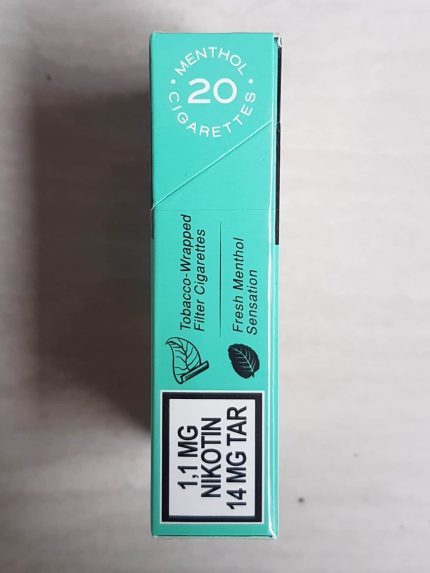 MENTHOL
20
CIGARETTES
Tobacco-Wrapped
Filter Cigarettes
Fresh Menthol
Sensation
1,1 MG
NIKOTIN
14 MG TAR